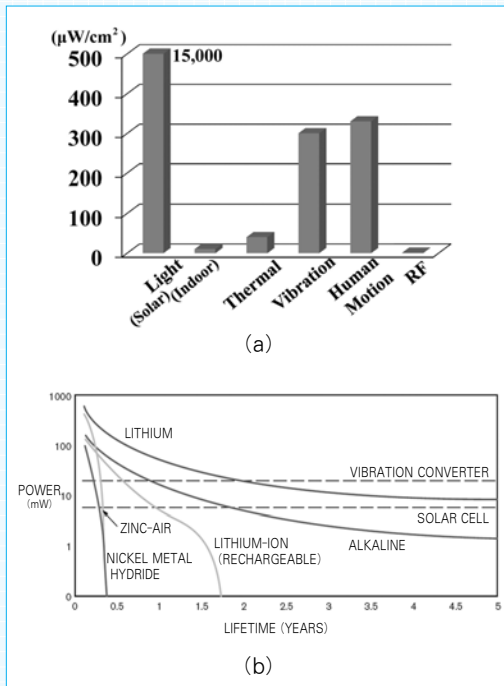 (µW/cm²)
500
15,000
400
300
200
100
0
Light
(Solar)
(Indoor)
Thermal
Vibration
Human
Motion
RF
(a)
1000
LITHIUM
100
VIBRATION CONVERTER
POWER
(mW)
10
SOLAR CELL
ZINC-AIR
LITHIUM-ION
(RECHARGEABLE)
ALKALINE
1
NICKEL METAL
HYDRIDE
0
0 0.5 1 1.5 2 2.5 3 3.5 4 4.5 5
LIFETIME (YEARS)
(b)